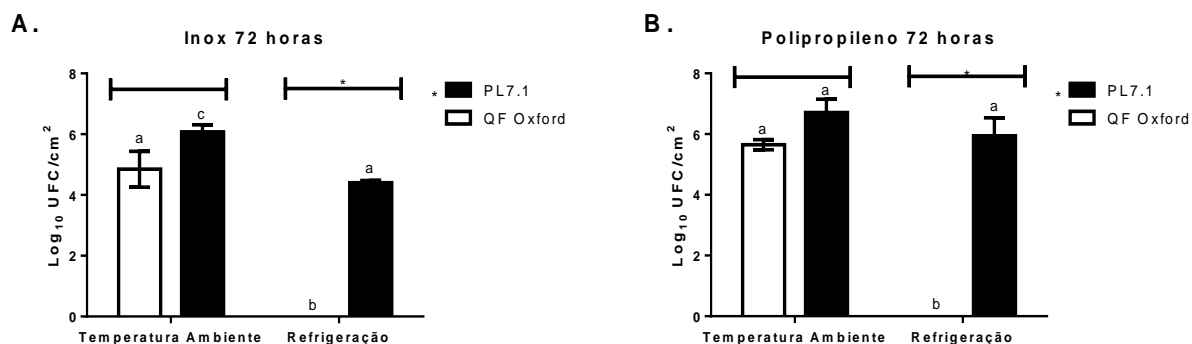 A.
Inox 72 horas
Log10 UFC/cm2
8
6
4
2
0
a
c
*
a
b
Temperatura Ambiente
Refrigeração
* PL7.1
QF Oxford
B.
Polipropileno 72 horas
Log10 UFC/cm2
8
6
4
2
0
a
a
*
a
b
Temperatura Ambiente
Refrigeração
* PL7.1
QF Oxford